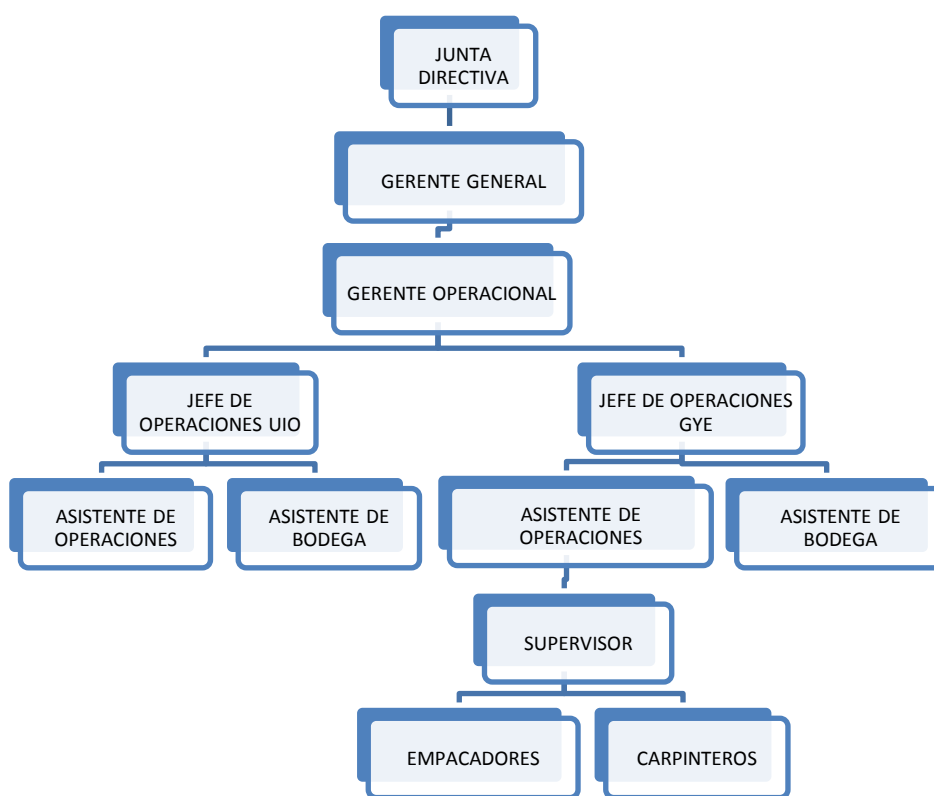 JUNTA
DIRECTIVA
GERENTE GENERAL
GERENTE OPERACIONAL
JEFE DE
OPERACIONES UIO
JEFE DE OPERACIONES
GYE
ASISTENTE DE
OPERACIONES
ASISTENTE DE
BODEGA
ASISTENTE DE
OPERACIONES
ASISTENTE DE
BODEGA
SUPERVISOR
EMPACADORES
CARPINTEROS